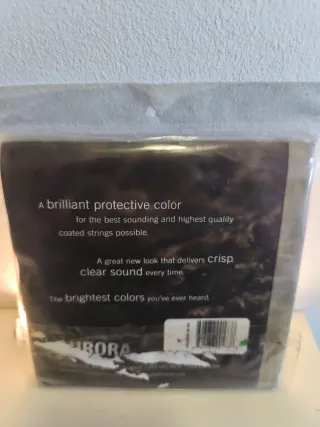 A brilliant protective color
for the best sounding and highest quality
coated strings possible.
A great new look that delivers crisp
clear sound every time.
The brightest colors you've ever heard.
AURORA